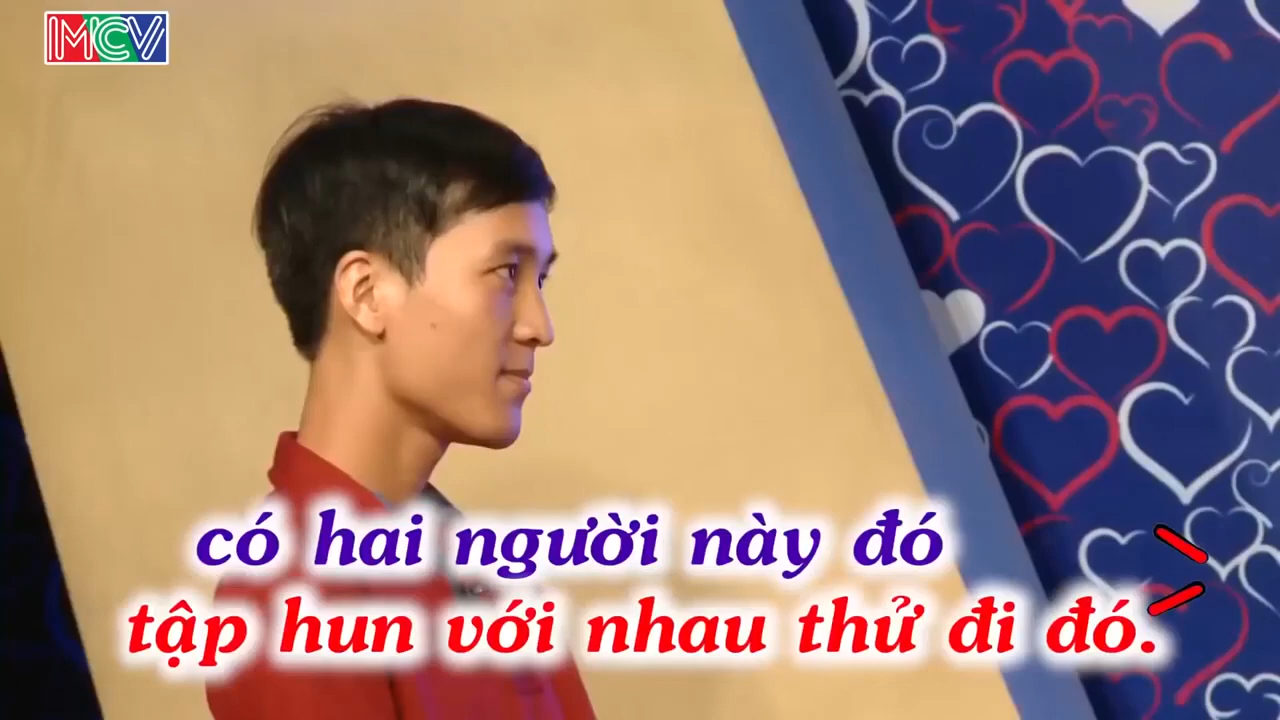 MCV
có hai người này đó
tập hun với nhau thử đi đó.